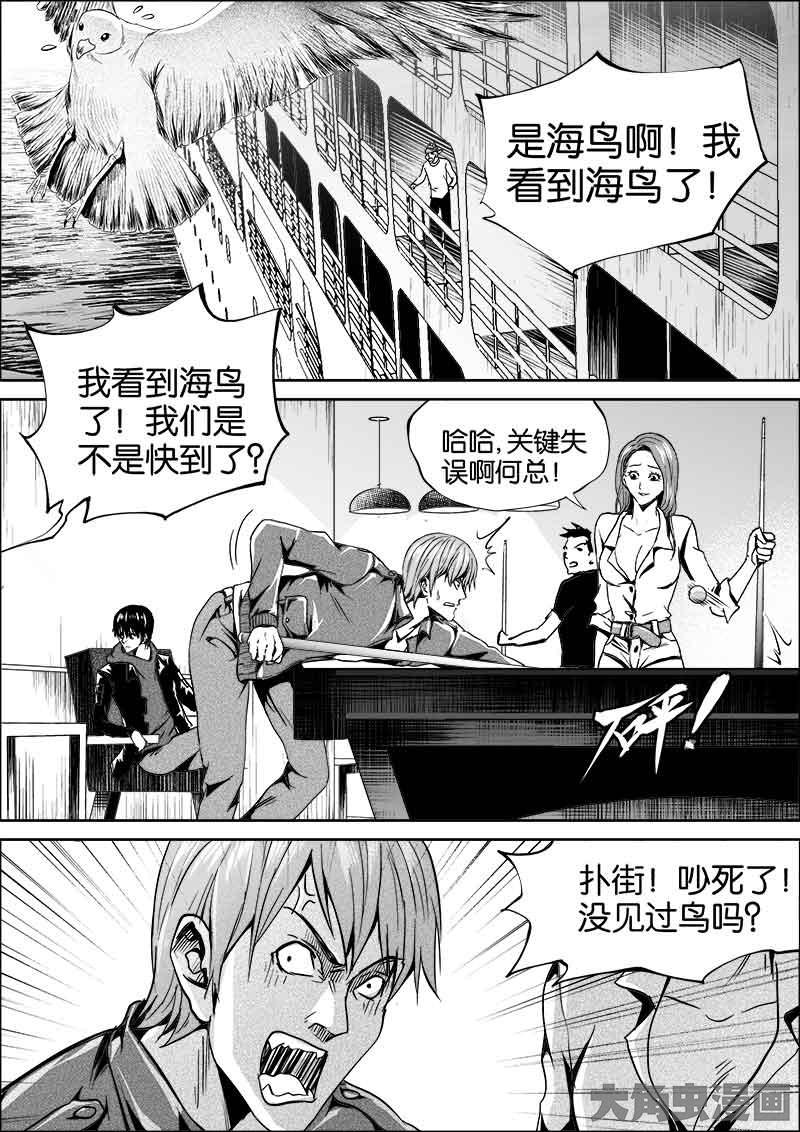 是海鸟啊！我
看到海鸟了！
我看到海鸟
了！我们是
不是快到了？
哈哈，关键失
误啊何总！
砰！
扑街！吵死了！
没见过鸟吗？
大角虫漫画